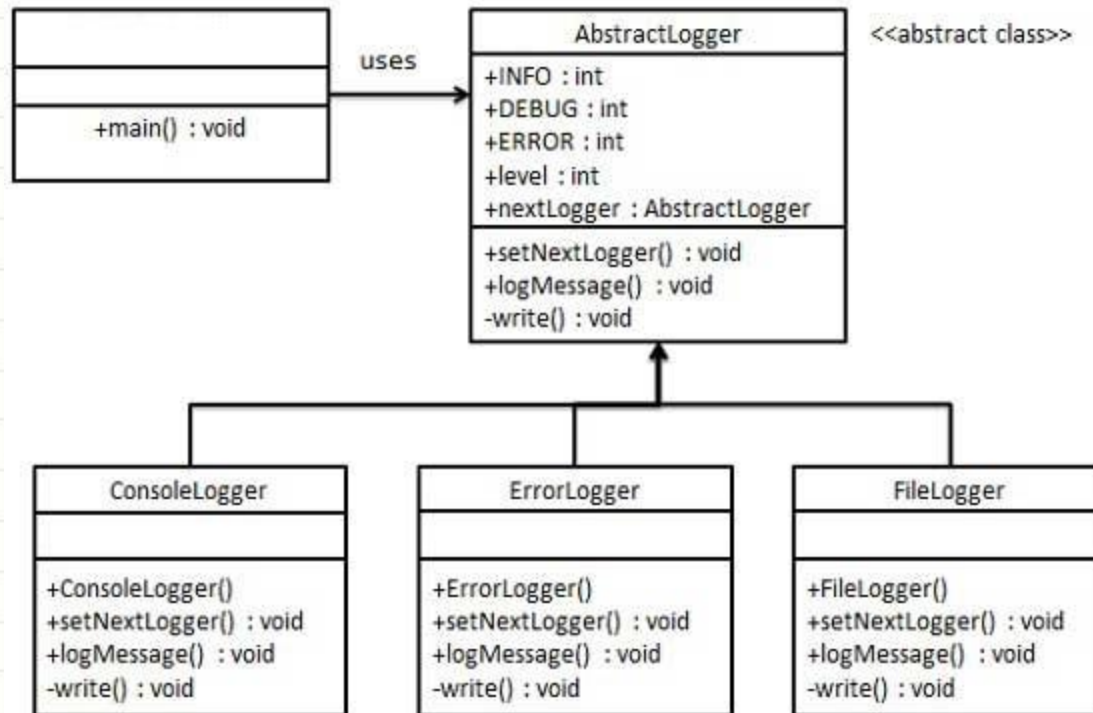 +main() : void
uses
AbstractLogger
<<abstract class>>
+INFO : int
+DEBUG : int
+ERROR : int
+level : int
+nextLogger : AbstractLogger
+setNextLogger() : void
+logMessage() : void
-write() : void
ConsoleLogger
+ConsoleLogger()
+setNextLogger() : void
+logMessage() : void
-write() : void
ErrorLogger
+ErrorLogger()
+setNextLogger() : void
+logMessage() : void
-write() : void
FileLogger
+FileLogger()
+setNextLogger() : void
+logMessage() : void
-write() : void